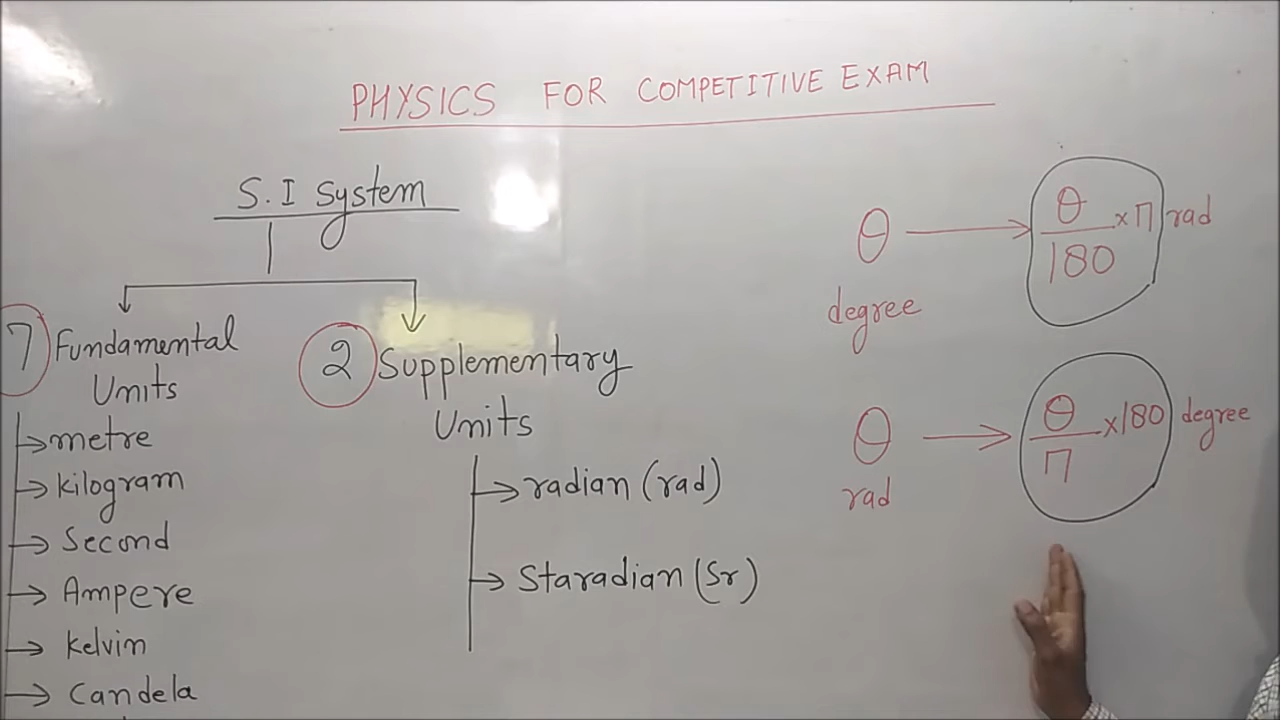 PHYSICS FOR COMPETITIVE EXAM
S.I System
7 Fundamental
Units
metre
kilogram
Second
Ampere
Kelvin
Candela
2 Supplementary
Units
radian (rad)
Staradian (Sr)
θ
degree
θ
180
×π rad
θ
rad
θ
π
×180 degree